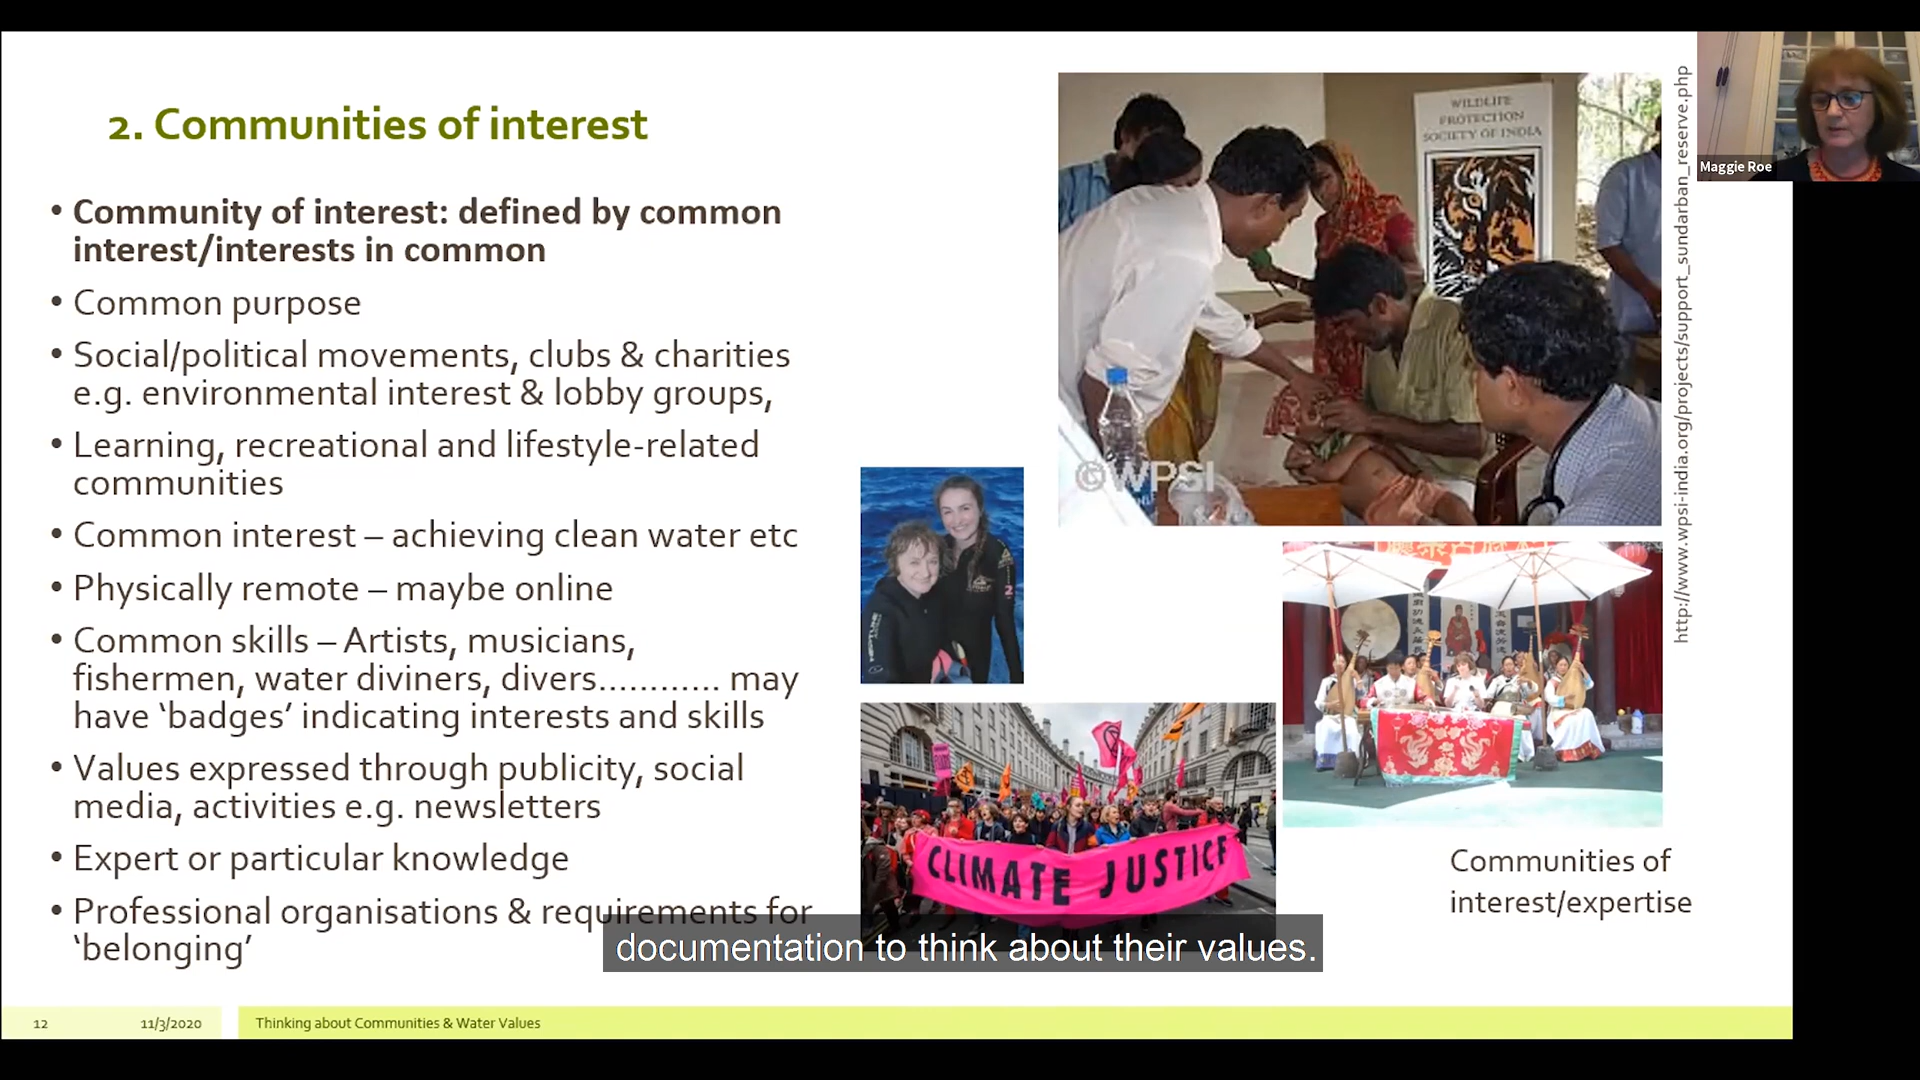 2. Communities of interest
• Community of interest: defined by common
interest/interests in common
• Common purpose
• Social/political movements, clubs & charities
e.g. environmental interest & lobby groups,
• Learning, recreational and lifestyle-related
communities
• Common interest – achieving clean water etc
• Physically remote – maybe online
• Common skills – Artists, musicians,
fishermen, water diviners, divers………… may
have ‘badges’ indicating interests and skills
• Values expressed through publicity, social
media, activities e.g. newsletters
• Expert or particular knowledge
• Professional organisations & requirements for
‘belonging’
WILDLIFE
PROTECTION
SOCIETY OF INDIA
©WPSI
http://www.wpsi-india.org/projects/support_sundarban_reserve.php
Maggie Roe
CLIMATE JUSTICE
Communities of
interest/expertise
documentation to think about their values.
12
11/3/2020
Thinking about Communities & Water Values